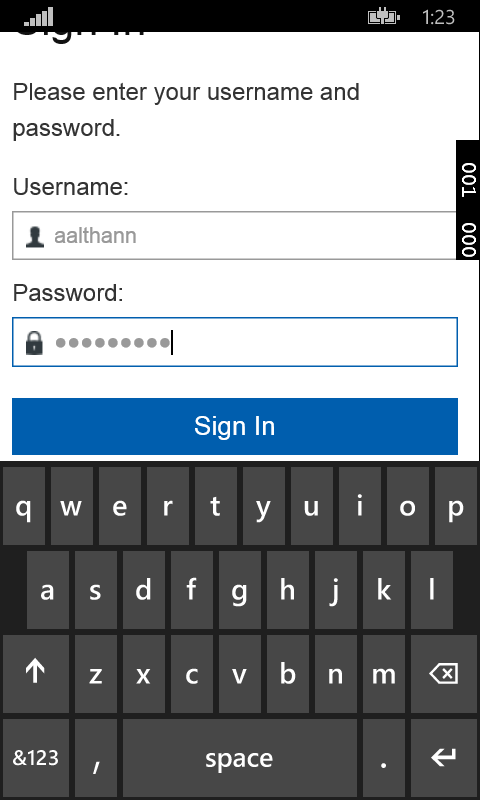 1:23
Sign In
Please enter your username and
password.
001
000
Username:
aalthann
Password:
Sign In
q w e r t y u i o p
a s d f g h j k l
z x c v b n m
&123 , space .